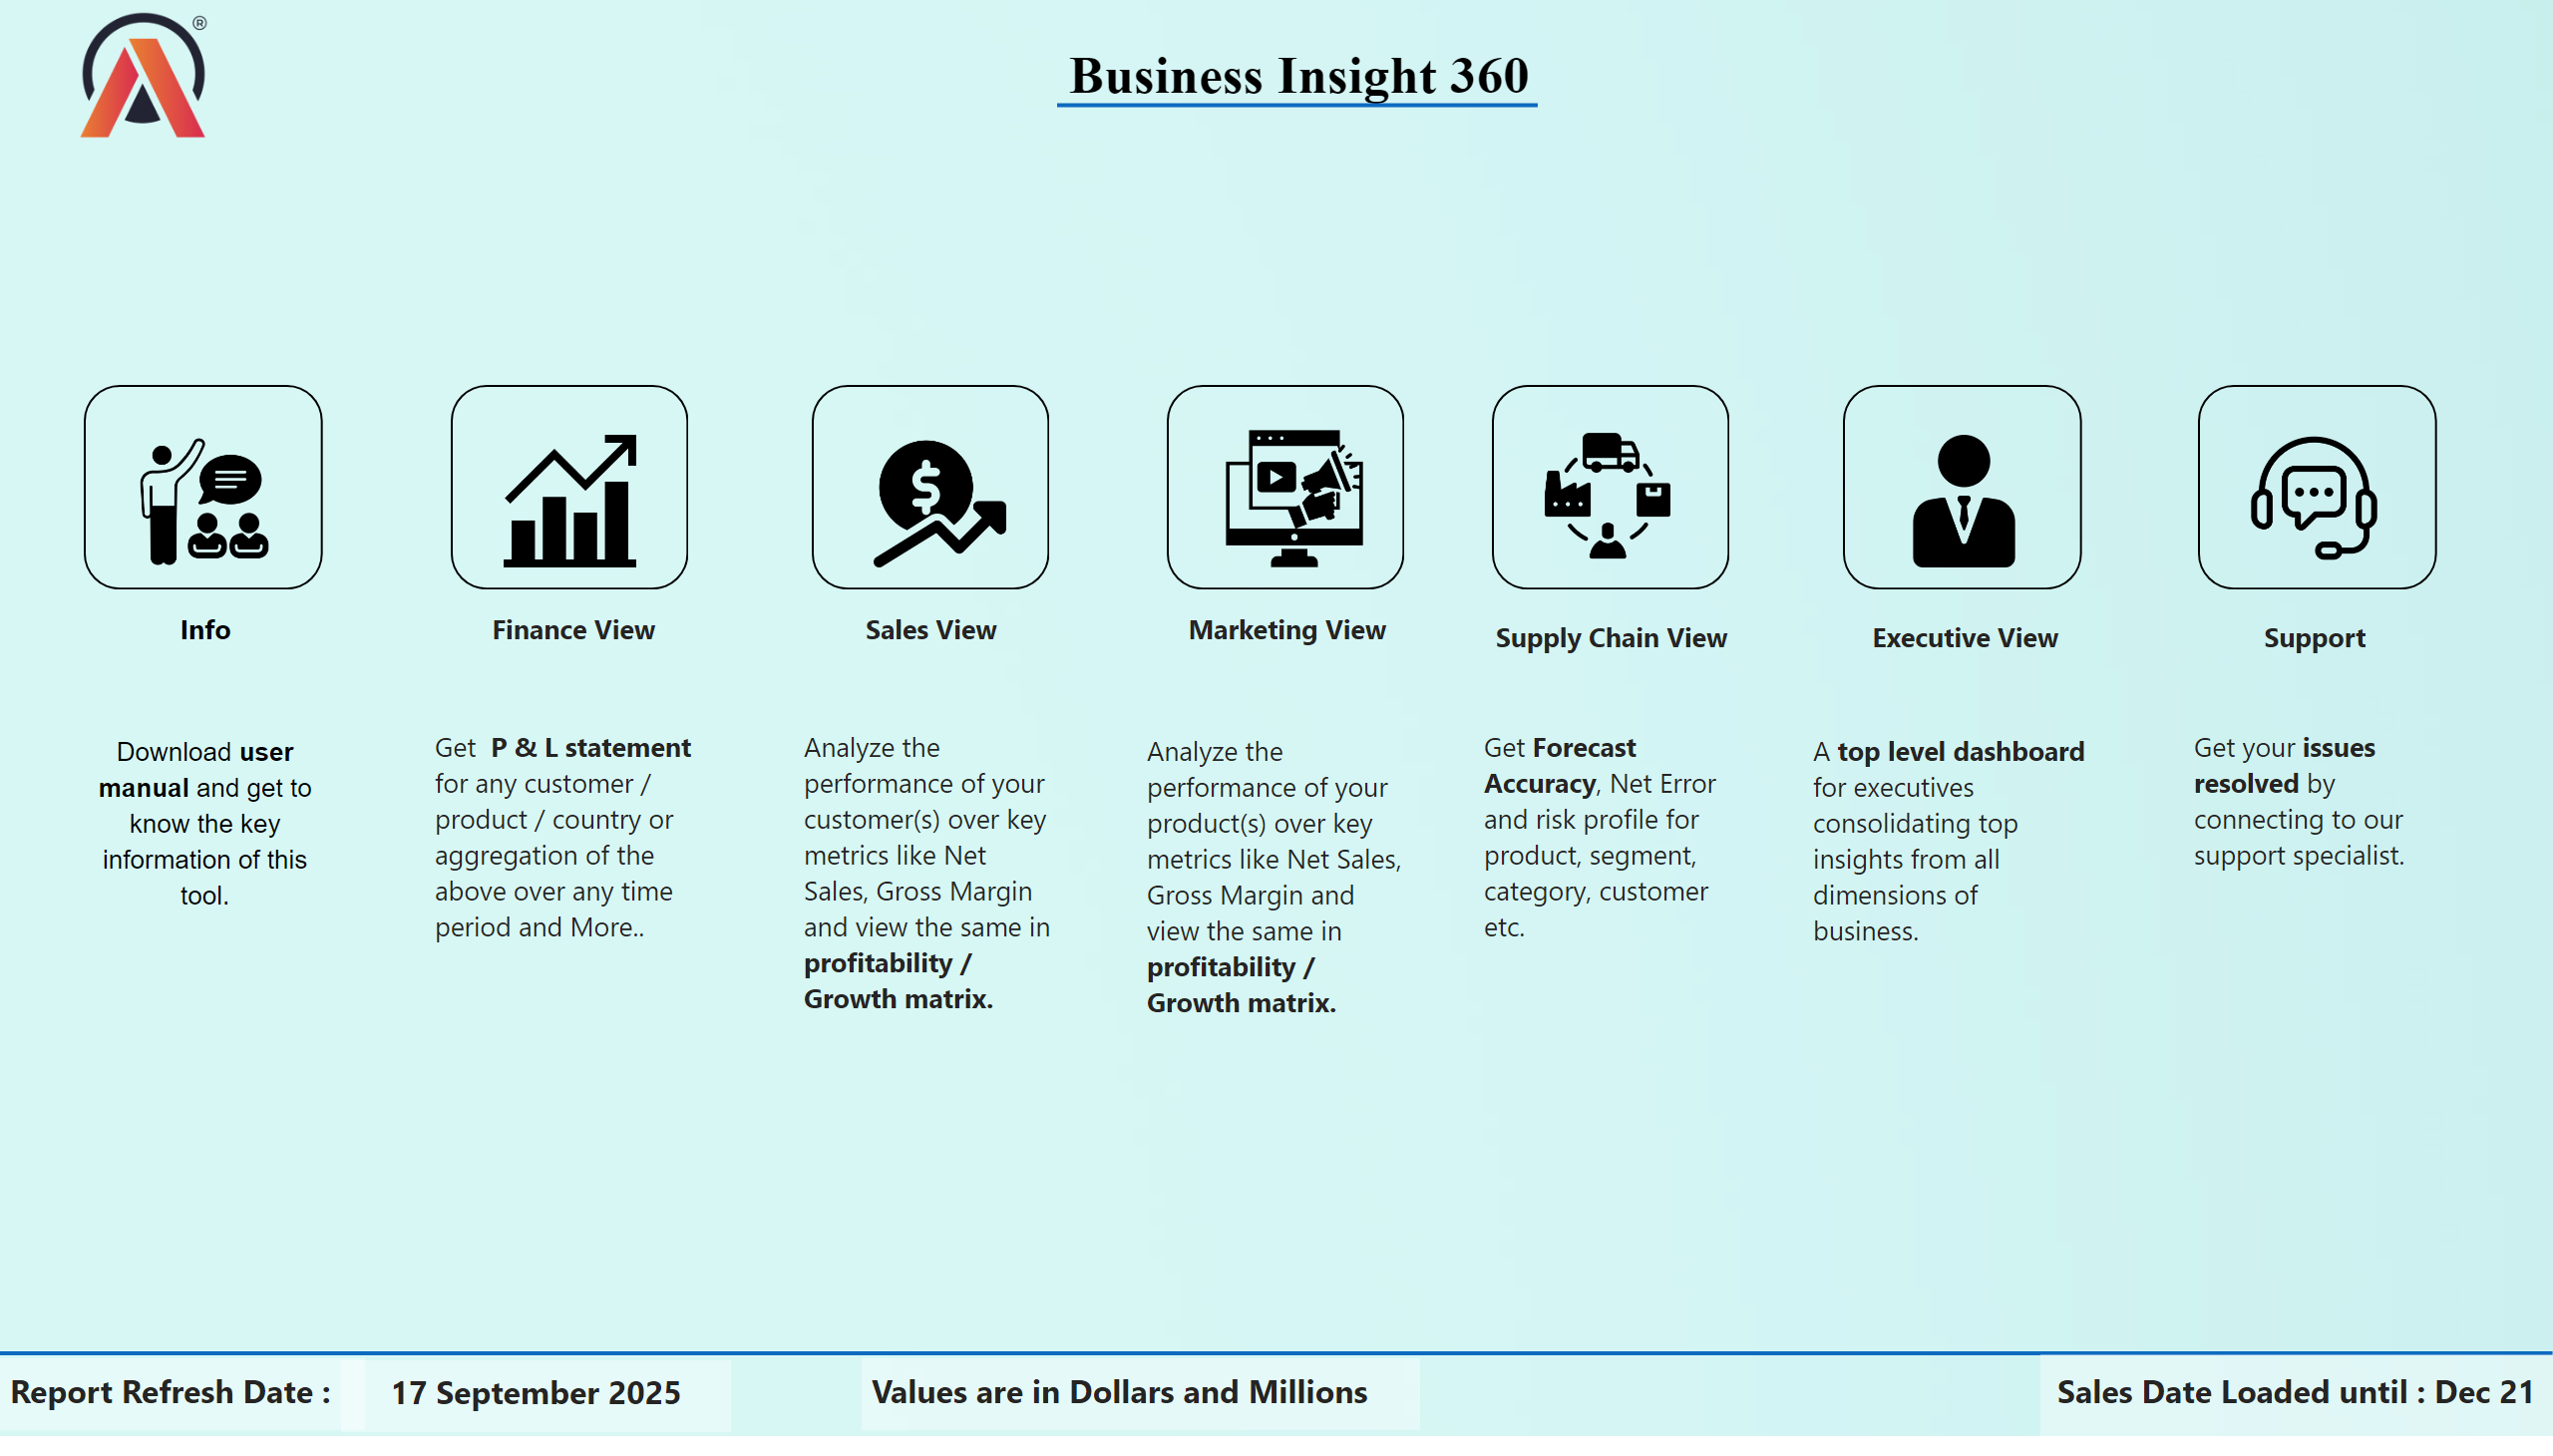 ®
Business Insight 360
Info
Download user
manual and get to
know the key
information of this
tool.
Finance View
Get  P & L statement
for any customer /
product / country or
aggregation of the
above over any time
period and More..
Sales View
Analyze the
performance of your
customer(s) over key
metrics like Net
Sales, Gross Margin
and view the same in
profitability /
Growth matrix.
Marketing View
Analyze the
performance of your
product(s) over key
metrics like Net Sales,
Gross Margin and
view the same in
profitability /
Growth matrix.
Supply Chain View
Get Forecast
Accuracy, Net Error
and risk profile for
product, segment,
category, customer
etc.
Executive View
A top level dashboard
for executives
consolidating top
insights from all
dimensions of
business.
Support
Get your issues
resolved by
connecting to our
support specialist.
Report Refresh Date : 17 September 2025
Values are in Dollars and Millions
Sales Date Loaded until : Dec 21